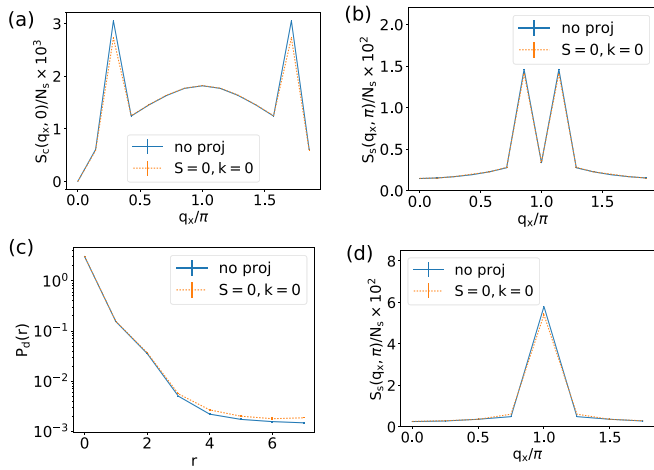 (a)
S_c(q_x, 0)/N_s × 10^3
3
2
1
0
no proj
S = 0, k = 0
0.0 0.5 1.0 1.5
q_x/π
(b)
S_s(q_x, π)/N_s × 10^2
2.0
1.5
1.0
0.5
0.0
no proj
S = 0, k = 0
0.0 0.5 1.0 1.5
q_x/π
(c)
P_d(r)
10^0
10^−1
10^−2
10^−3
no proj
S = 0, k = 0
0 2 4 6
r
(d)
S_s(q_x, π)/N_s × 10^2
8
6
4
2
0
no proj
S = 0, k = 0
0.0 0.5 1.0 1.5
q_x/π